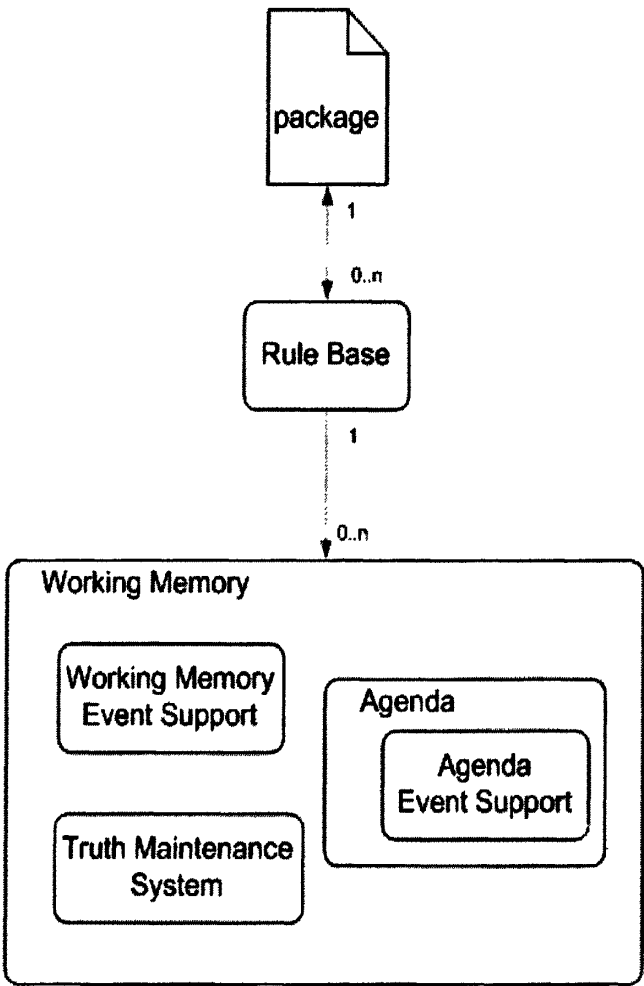 package
1
0..n
Rule Base
1
0..n
Working Memory
Working Memory
Event Support
Agenda
Agenda
Event Support
Truth Maintenance
System